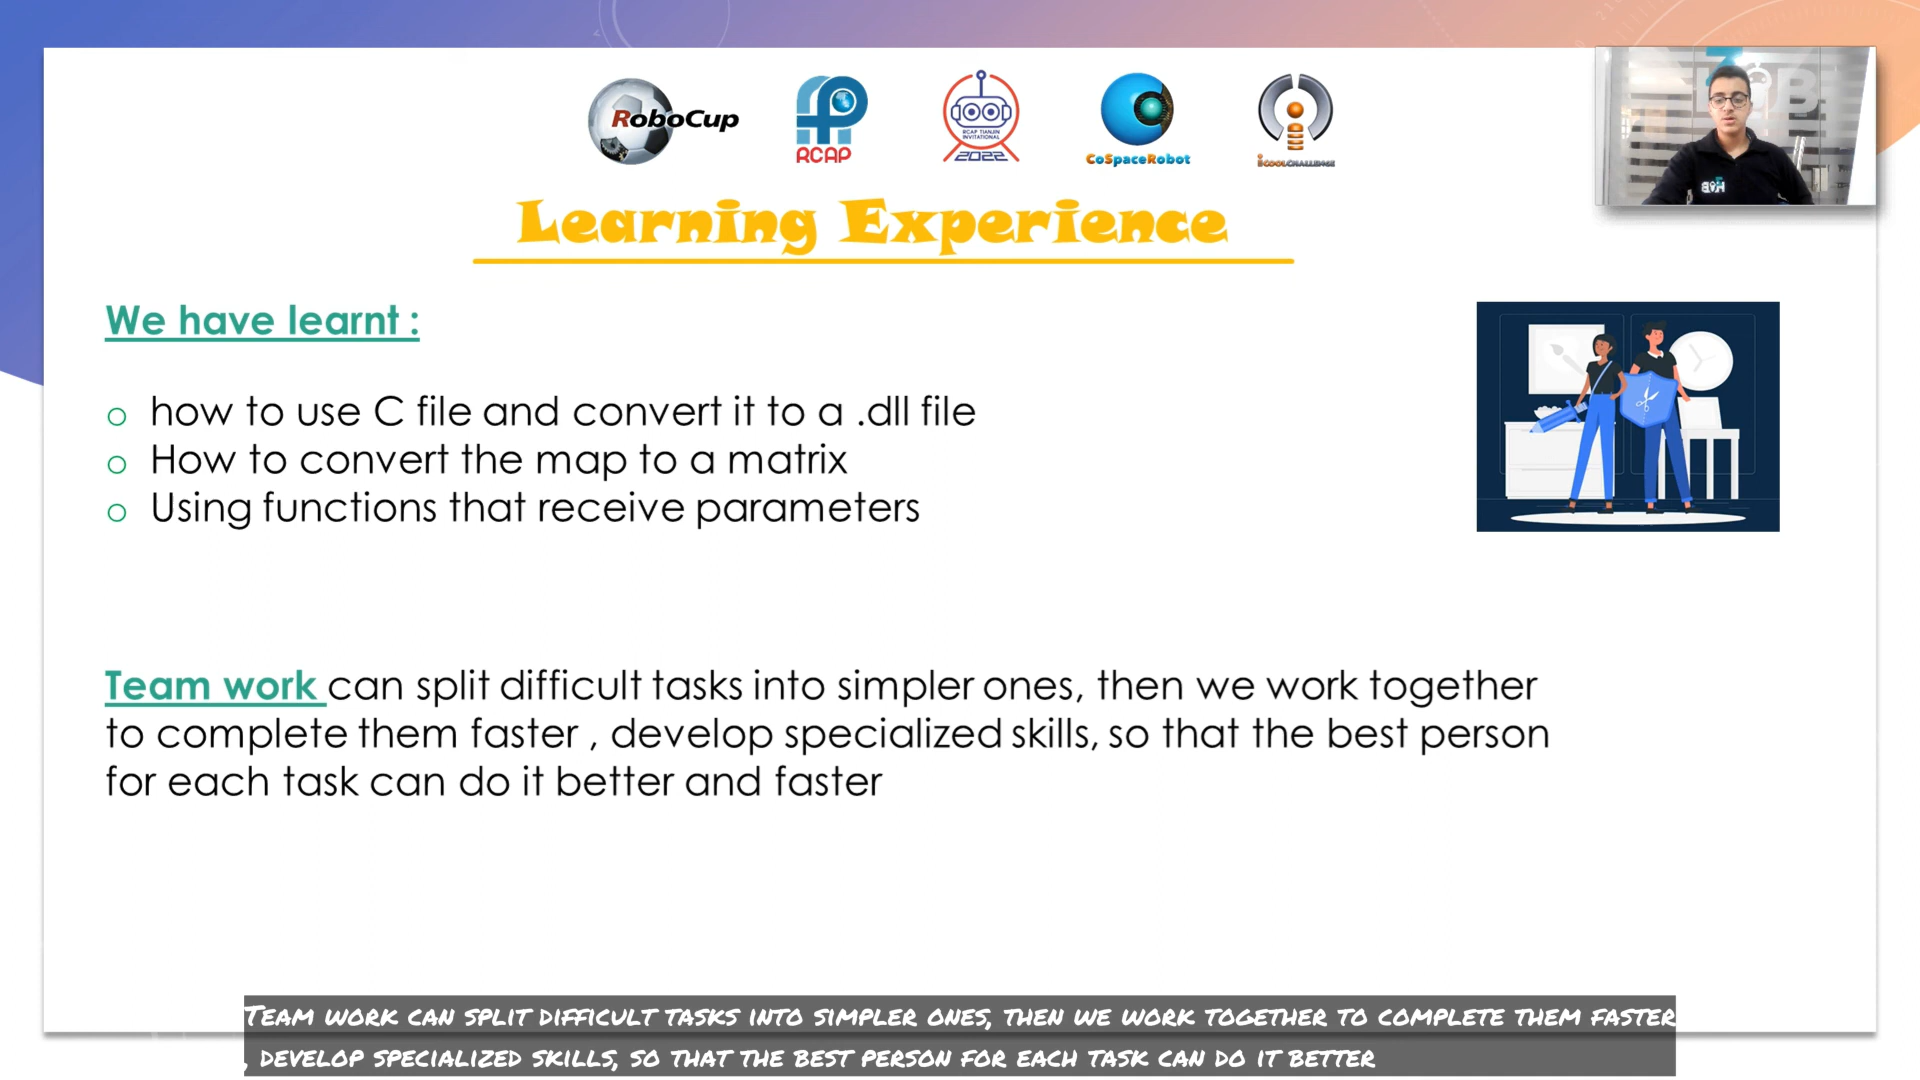 RoboCup
RCAP
RCAP TIANJIN
INVITATIONAL
2022
CoSpaceRobot
iCOOLCHALLENGE
Learning Experience
We have learnt :
o how to use C file and convert it to a .dll file
o How to convert the map to a matrix
o Using functions that receive parameters
Team work can split difficult tasks into simpler ones, then we work together
to complete them faster , develop specialized skills, so that the best person
for each task can do it better and faster
TEAM WORK CAN SPLIT DIFFICULT TASKS INTO SIMPLER ONES, THEN WE WORK TOGETHER TO COMPLETE THEM FASTER
, DEVELOP SPECIALIZED SKILLS, SO THAT THE BEST PERSON FOR EACH TASK CAN DO IT BETTER